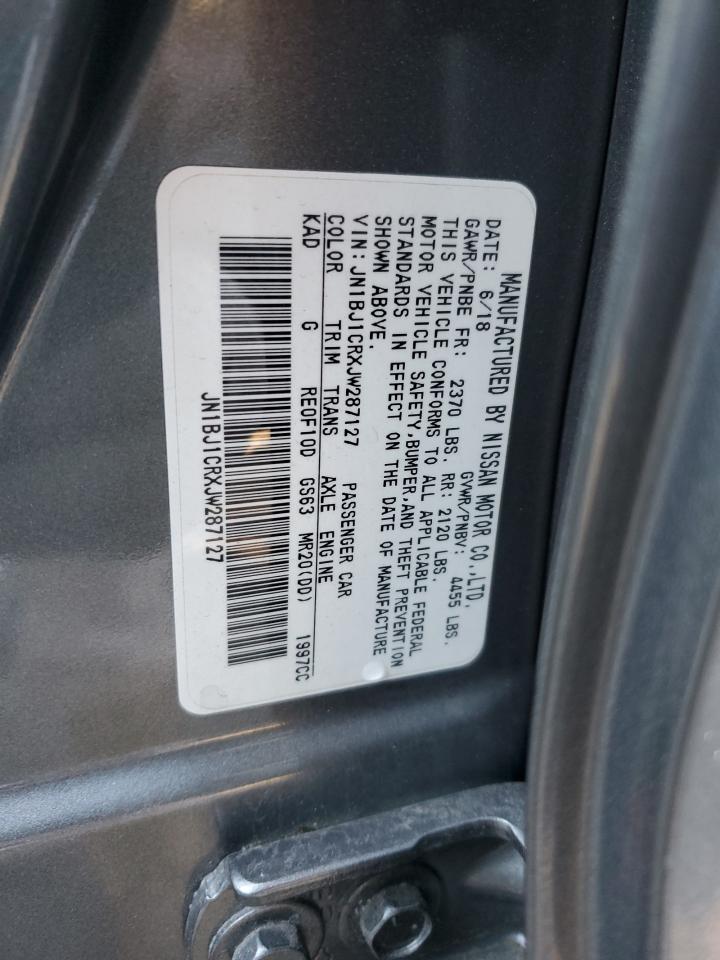 MANUFACTURED BY NISSAN MOTOR CO.,LTD.
DATE: 6/18 GVWR/PNBV: 4455 LBS.
GAWR/PNBE FR: 2370 LBS. RR: 2120 LBS.
THIS VEHICLE CONFORMS TO ALL APPLICABLE FEDERAL
MOTOR VEHICLE SAFETY,BUMPER,AND THEFT PREVENTION
STANDARDS IN EFFECT ON THE DATE OF MANUFACTURE
SHOWN ABOVE.
VIN: JN1BJ1CRXJW287127 PASSENGER CAR
COLOR TRIM TRANS AXLE ENGINE
KAD G RE0F10D GS63 MR20(DD) 1997CC
JN1BJ1CRXJW287127